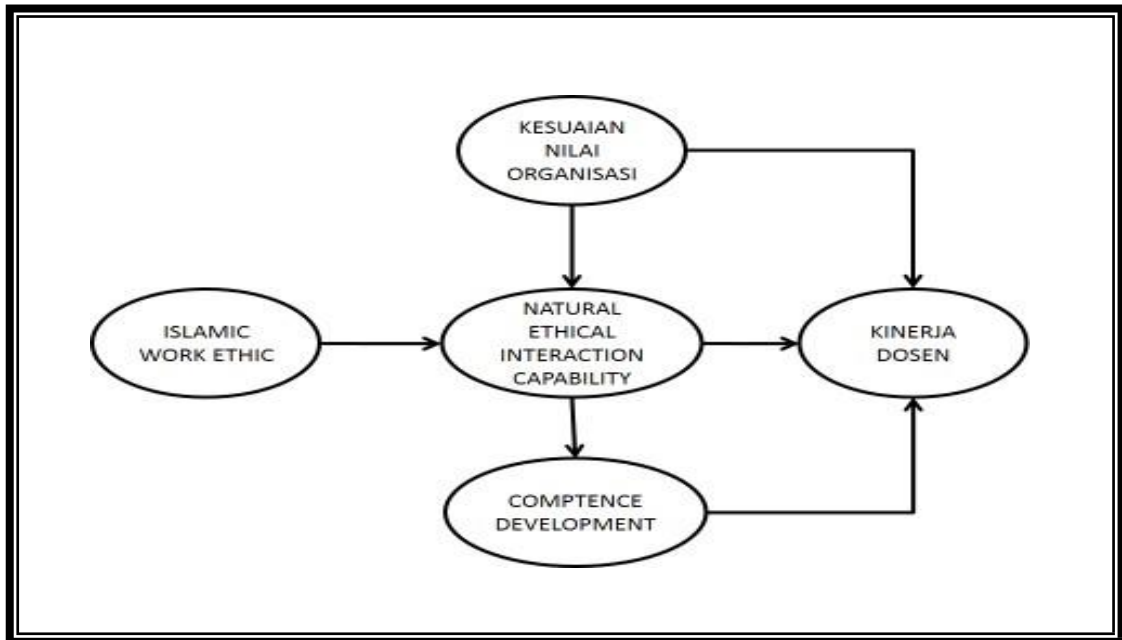 KESUAIAN
NILAI
ORGANISASI
ISLAMIC
WORK ETHIC
NATURAL
ETHICAL
INTERACTION
CAPABILITY
KINERJA
DOSEN
COMPTENCE
DEVELOPMENT